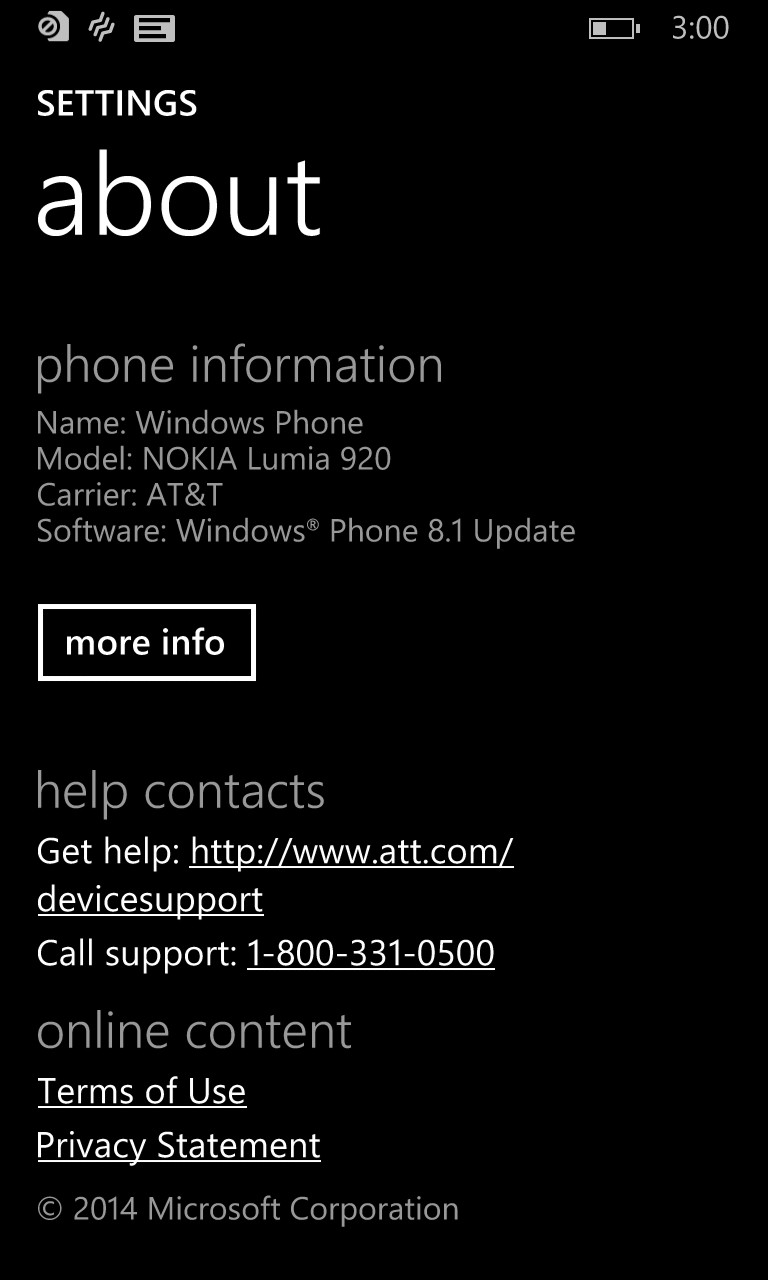 3:00
SETTINGS
about
phone information
Name: Windows Phone
Model: NOKIA Lumia 920
Carrier: AT&T
Software: Windows® Phone 8.1 Update
more info
help contacts
Get help: http://www.att.com/
devicesupport
Call support: 1-800-331-0500
online content
Terms of Use
Privacy Statement
© 2014 Microsoft Corporation